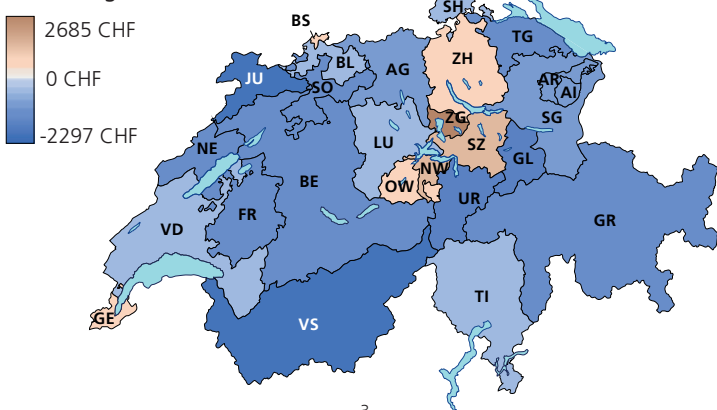 2685 CHF
0 CHF
-2297 CHF
SH
BS
TG
ZH
BL
JU
AG
AR
SO
AI
ZG
SG
LU
SZ
NE
GL
NW
BE
OW
UR
FR
GR
VD
TI
GE
VS
3